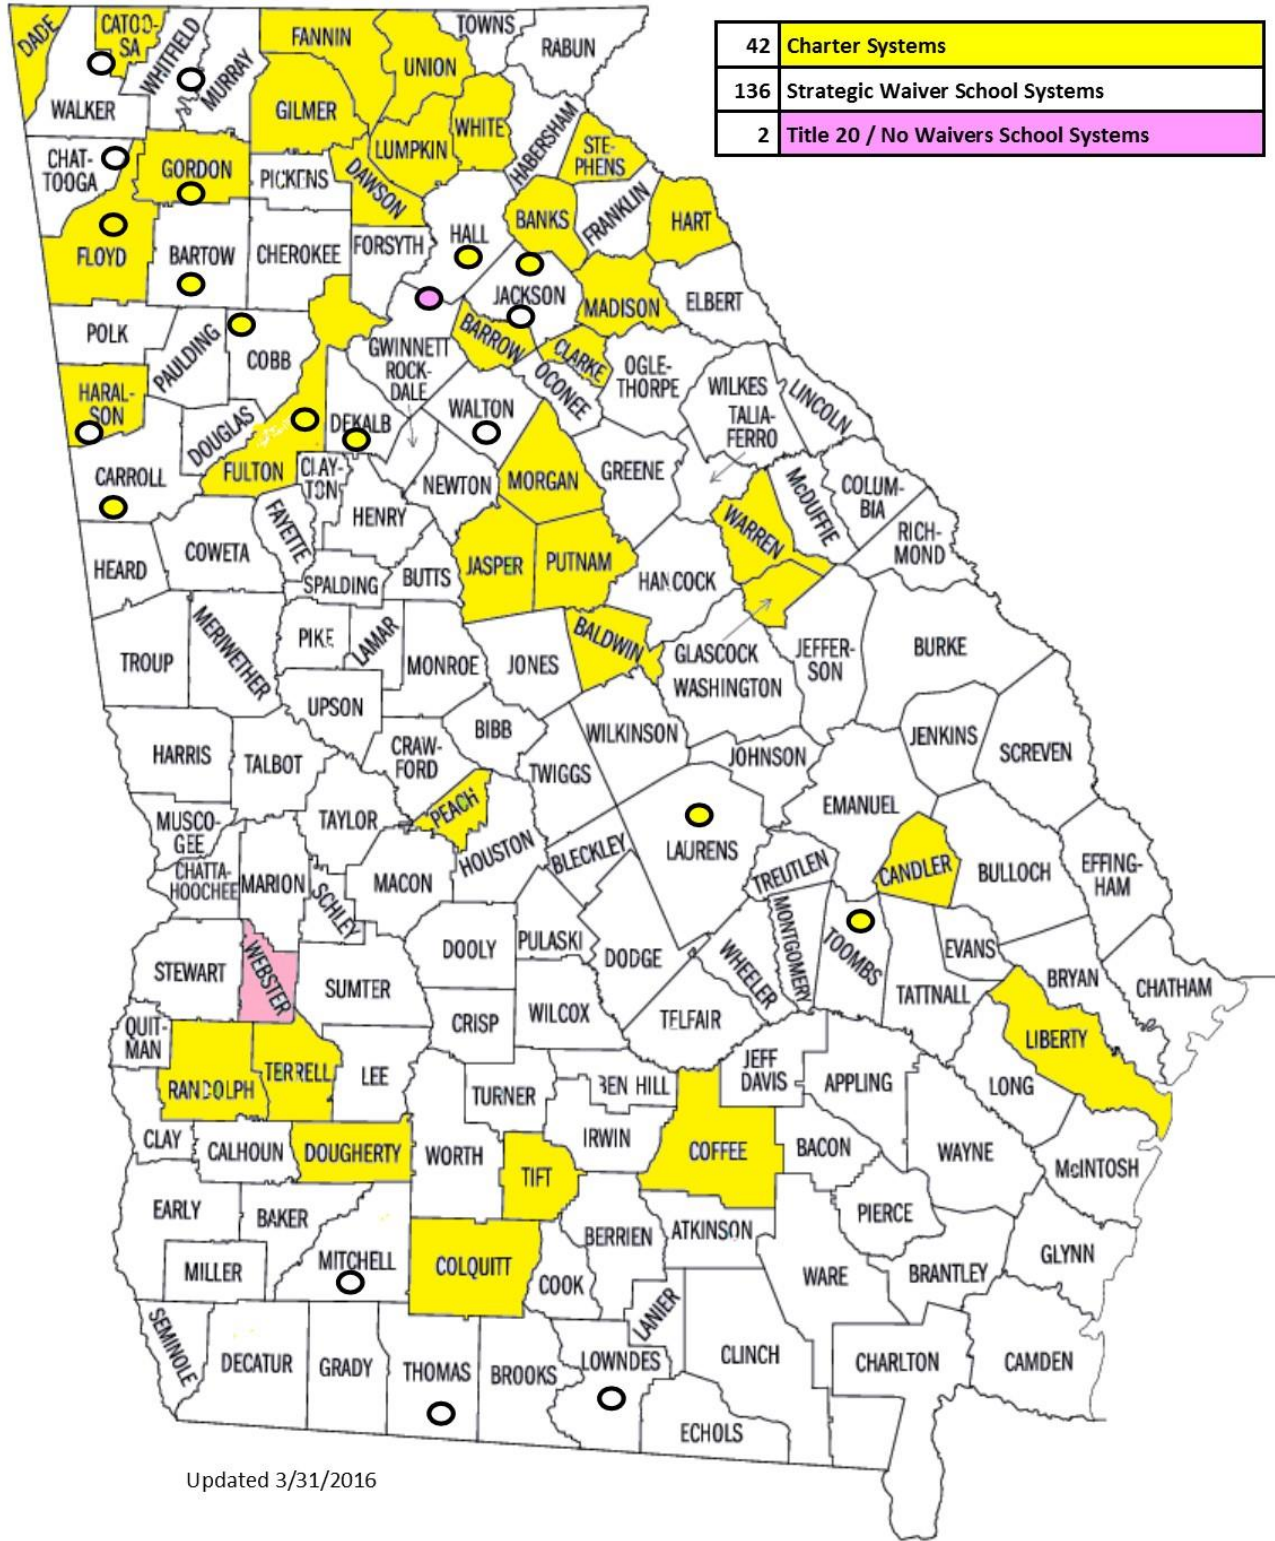 42 Charter Systems
136 Strategic Waiver School Systems
2 Title 20 / No Waivers School Systems
DADE
CATOO-
SA
WHITFIELD
MURRAY
FANNIN
TOWNS
RABUN
UNION
WALKER
GILMER
WHITE
HABERSHAM
LUMPKIN
STE-
PHENS
CHAT-
TOOGA
GORDON
PICKENS
DAWSON
BANKS
FRANKLIN
HART
FLOYD
BARTOW
CHEROKEE
FORSYTH
HALL
JACKSON
MADISON
ELBERT
POLK
PAULDING
COBB
GWINNETT
BARROW
CLARKE
OCONEE
OGLE-
THORPE
WILKES
LINCOLN
HARAL-
SON
ROCK-
DALE
TALIA-
FERRO
DOUGLAS
DEKALB
WALTON
CARROLL
FULTON
CLAY-
TON
NEWTON
MORGAN
GREENE
McDUFFIE
COLUM-
BIA
FAYETTE
HENRY
WARREN
RICH-
MOND
HEARD
COWETA
SPALDING
BUTTS
JASPER
PUTNAM
HANCOCK
TROUP
MERIWETHER
PIKE
LAMAR
MONROE
JONES
BALDWIN
GLASCOCK
WASHINGTON
JEFFER-
SON
BURKE
UPSON
HARRIS
TALBOT
CRAW-
FORD
BIBB
TWIGGS
WILKINSON
JOHNSON
JENKINS
SCREVEN
MUSCO-
GEE
TAYLOR
PEACH
EMANUEL
CHATTA-
HOOCHEE
MARION
SCHLEY
MACON
HOUSTON
BLECKLEY
LAURENS
TREUTLEN
CANDLER
BULLOCH
EFFING-
HAM
STEWART
WEBSTER
SUMTER
DOOLY
PULASKI
DODGE
WHEELER
MONTGOMERY
TOOMBS
EVANS
TATTNALL
BRYAN
CHATHAM
QUIT-
MAN
CRISP
WILCOX
TELFAIR
LIBERTY
RANDOLPH
TERRELL
LEE
TURNER
BEN HILL
JEFF
DAVIS
APPLING
LONG
CLAY
CALHOUN
DOUGHERTY
WORTH
TIFT
IRWIN
COFFEE
BACON
WAYNE
McINTOSH
EARLY
BAKER
BERRIEN
ATKINSON
PIERCE
MILLER
MITCHELL
COLQUITT
COOK
WARE
BRANTLEY
GLYNN
SEMINOLE
DECATUR
GRADY
THOMAS
BROOKS
LOWNDES
LANIER
CLINCH
CHARLTON
CAMDEN
ECHOLS
Updated 3/31/2016